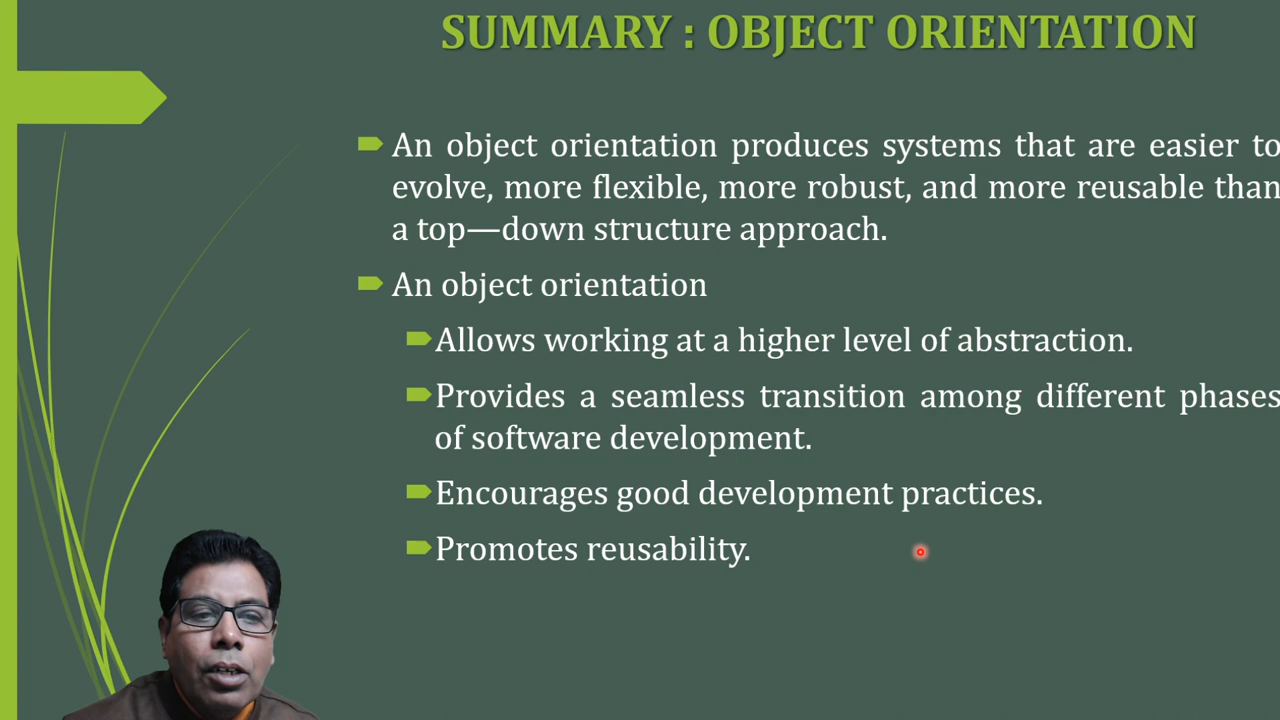 SUMMARY : OBJECT ORIENTATION
An object orientation produces systems that are easier to
evolve, more flexible, more robust, and more reusable than
a top—down structure approach.
An object orientation
Allows working at a higher level of abstraction.
Provides a seamless transition among different phases
of software development.
Encourages good development practices.
Promotes reusability.